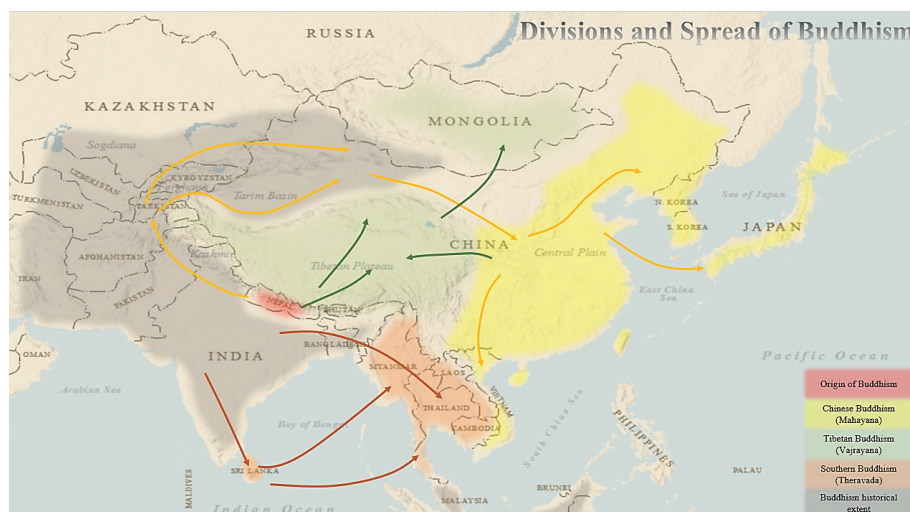 Divisions and Spread of Buddhism
RUSSIA
KAZAKHSTAN
MONGOLIA
Sogdiana
UZBEKISTAN
KYRGYZSTAN
Tarim Basin
TURKMENISTAN
TAJIKISTAN
N. KOREA
Sea of Japan
S. KOREA
JAPAN
CHINA
Central Plain
AFGHANISTAN
Kashmir
Tibetan Plateau
IRAN
PAKISTAN
NEPAL
BHUTAN
East China
Sea
OMAN
INDIA
BANGLADESH
MYANMAR
LAOS
Pacific Ocean
Arabian Sea
VIETNAM
THAILAND
Bay of Bengal
CAMBODIA
South China Sea
PHILIPPINES
SRI LANKA
MALDIVES
PALAU
BRUNEI
MALAYSIA
Indian Ocean
Origin of Buddhism
Chinese Buddhism
(Mahayana)
Tibetan Buddhism
(Vajrayana)
Southern Buddhism
(Theravada)
Buddhism historical
extent